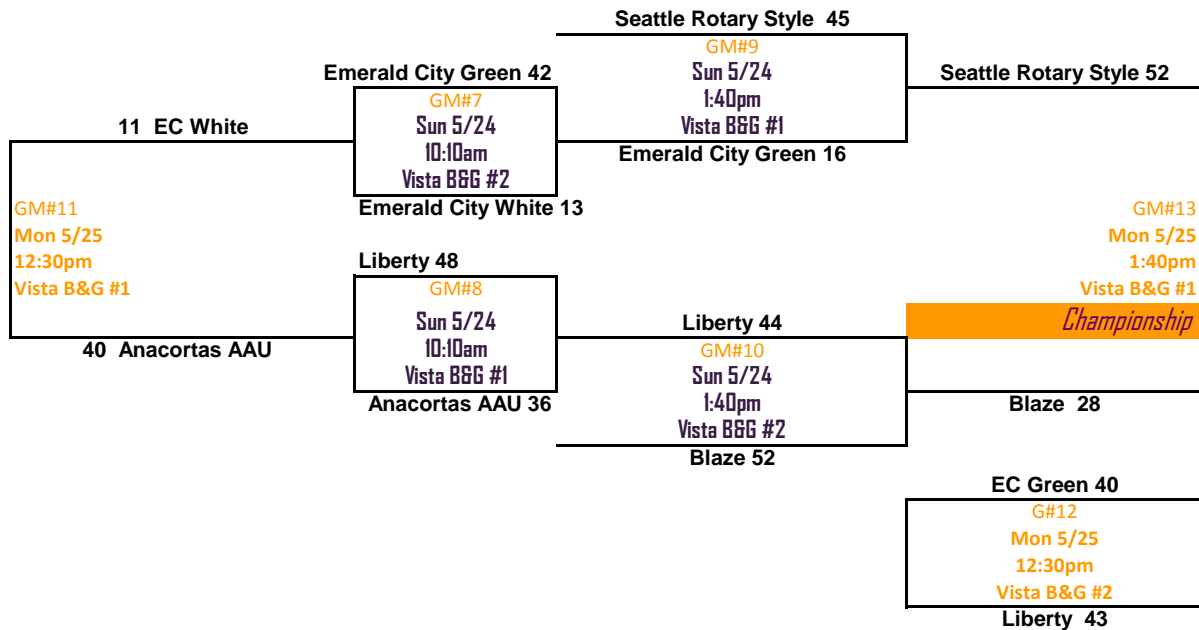 Seattle Rotary Style 45
GM#9
Sun 5/24
1:40pm
Vista B&G #1
Emerald City Green 16
Emerald City Green 42
GM#7
Sun 5/24
10:10am
Vista B&G #2
Emerald City White 13
Seattle Rotary Style 52
11 EC White
GM#11
Mon 5/25
12:30pm
Vista B&G #1
40 Anacortas AAU
Liberty 48
GM#8
Sun 5/24
10:10am
Vista B&G #1
Anacortas AAU 36
Liberty 44
GM#10
Sun 5/24
1:40pm
Vista B&G #2
Blaze 52
GM#13
Mon 5/25
1:40pm
Vista B&G #1
Championship
Blaze 28
EC Green 40
G#12
Mon 5/25
12:30pm
Vista B&G #2
Liberty 43